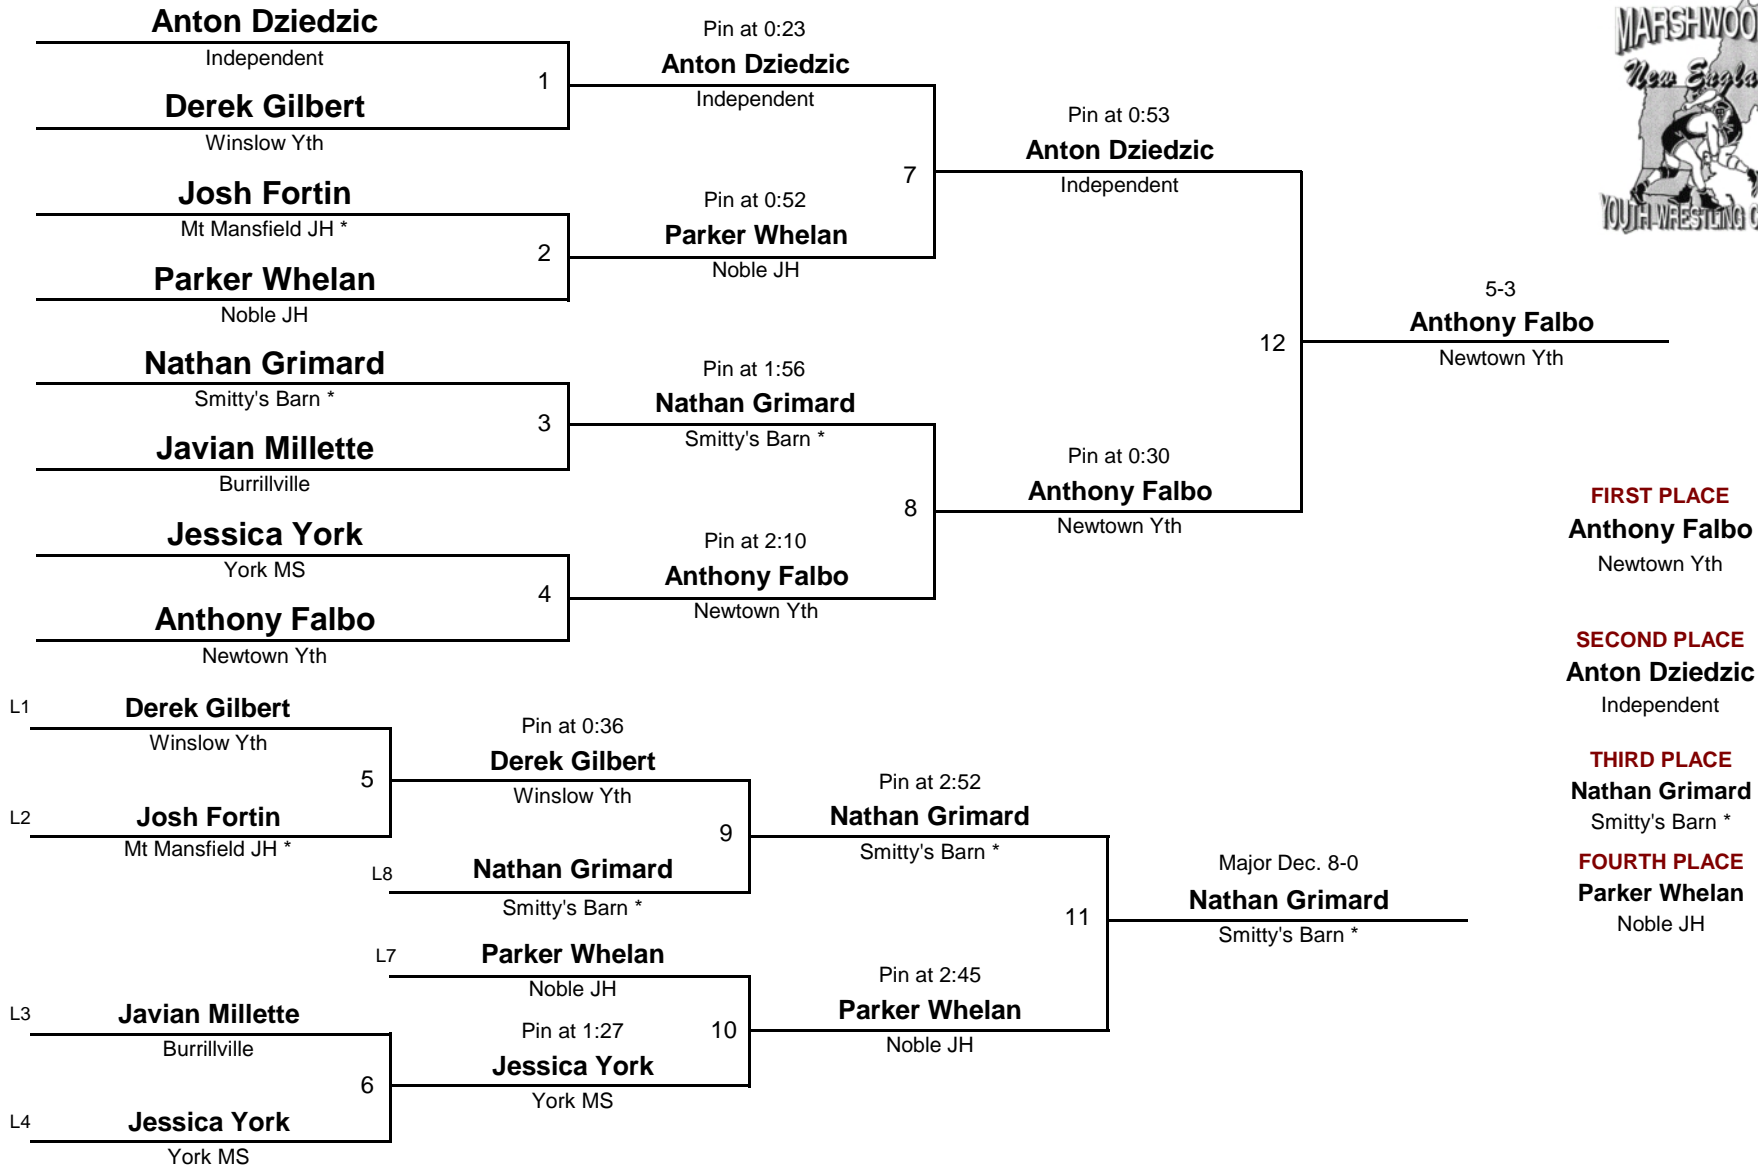 Anton Dziedzic
Independent
1
Derek Gilbert
Winslow Yth
Josh Fortin
Mt Mansfield JH *
2
Parker Whelan
Noble JH
Nathan Grimard
Smitty's Barn *
3
Javian Millette
Burrillville
Jessica York
York MS
4
Anthony Falbo
Newtown Yth
Pin at 0:23
Anton Dziedzic
Independent
7
Pin at 0:52
Parker Whelan
Noble JH
Pin at 1:56
Nathan Grimard
Smitty's Barn *
8
Pin at 2:10
Anthony Falbo
Newtown Yth
Pin at 0:53
Anton Dziedzic
Independent
12
Pin at 0:30
Anthony Falbo
Newtown Yth
5-3
Anthony Falbo
Newtown Yth
L1
Derek Gilbert
Winslow Yth
5
L2
Josh Fortin
Mt Mansfield JH *
Pin at 0:36
Derek Gilbert
Winslow Yth
9
L8
Nathan Grimard
Smitty's Barn *
L7
Parker Whelan
Noble JH
10
L3
Javian Millette
Burrillville
6
L4
Jessica York
York MS
Pin at 1:27
Jessica York
York MS
Pin at 2:52
Nathan Grimard
Smitty's Barn *
11
Pin at 2:45
Parker Whelan
Noble JH
Major Dec. 8-0
Nathan Grimard
Smitty's Barn *
New
YOUTH WRESTLING
FIRST PLACE
Anthony Falbo
Newtown Yth
SECOND PLACE
Anton Dziedzic
Independent
THIRD PLACE
Nathan Grimard
Smitty's Barn *
FOURTH PLACE
Parker Whelan
Noble JH